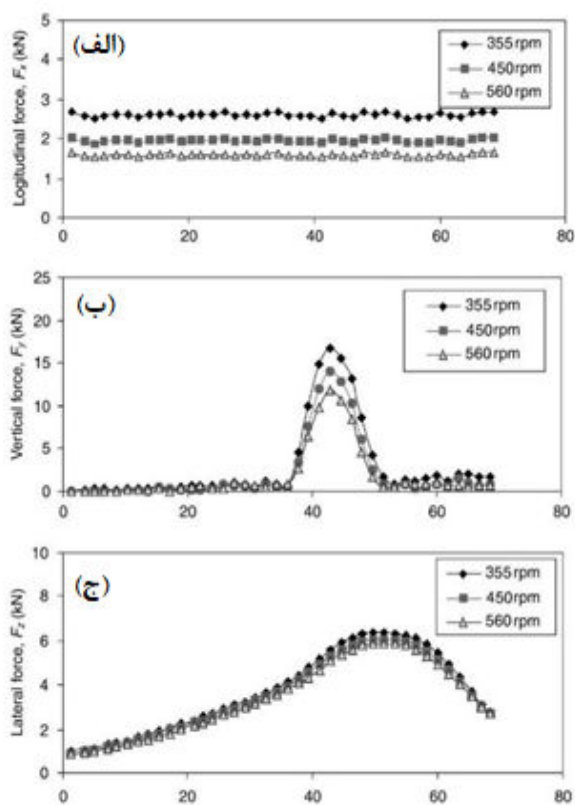 (الف)
Logitudinal force, Fx (kN)
5
4
3
2
1
0
0 20 40 60 80
355 rpm
450 rpm
560 rpm
(ب)
Vertical force, Fy (kN)
25
20
15
10
5
0
0 20 40 60 80
355 rpm
450 rpm
560 rpm
(ج)
Lateral force, Fz (kN)
10
8
6
4
2
0
0 20 40 60 80
355 rpm
450 rpm
560 rpm